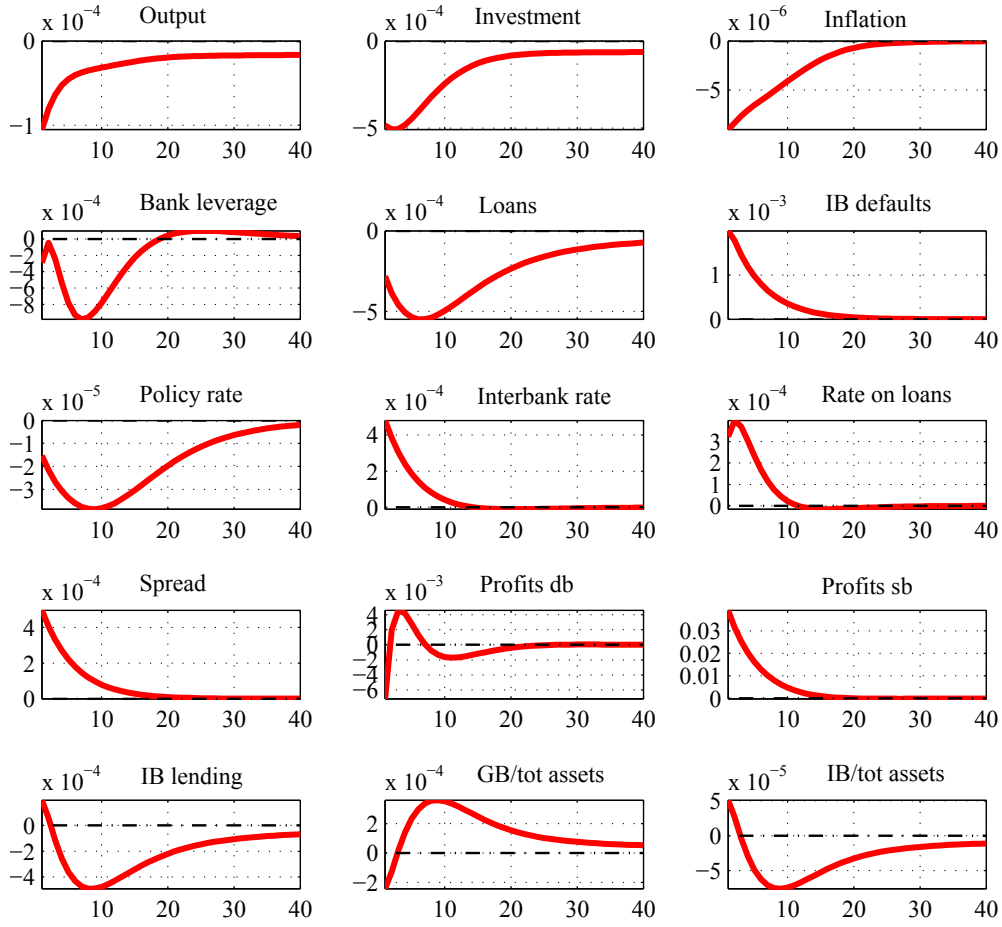 Output
x 10⁻⁴
0
−1
10 20 30 40
Investment
x 10⁻⁴
0
−5
10 20 30 40
Inflation
x 10⁻⁶
0
−5
10 20 30 40
Bank leverage
x 10⁻⁴
0
−2
−4
−6
−8
10 20 30 40
Loans
x 10⁻⁴
0
−5
10 20 30 40
IB defaults
x 10⁻³
1
0
10 20 30 40
Policy rate
x 10⁻⁵
0
−1
−2
−3
10 20 30 40
Interbank rate
x 10⁻⁴
4
2
0
10 20 30 40
Rate on loans
x 10⁻⁴
3
2
1
0
10 20 30 40
Spread
x 10⁻⁴
4
2
0
10 20 30 40
Profits db
x 10⁻³
4
2
0
−2
−4
−6
10 20 30 40
Profits sb
0.03
0.02
0.01
0
10 20 30 40
IB lending
x 10⁻⁴
0
−2
−4
10 20 30 40
GB/tot assets
x 10⁻⁴
2
0
−2
10 20 30 40
IB/tot assets
x 10⁻⁵
5
0
−5
10 20 30 40